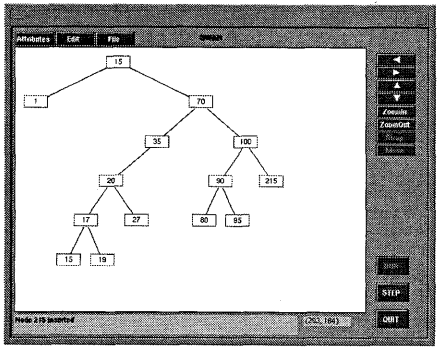 Attributes Edit File
15
1 70
35 100
20 90 215
17 27 80 95
15 19
ZoomIn
ZoomOut
STEP
QUIT
Node 215 inserted (293, 184)